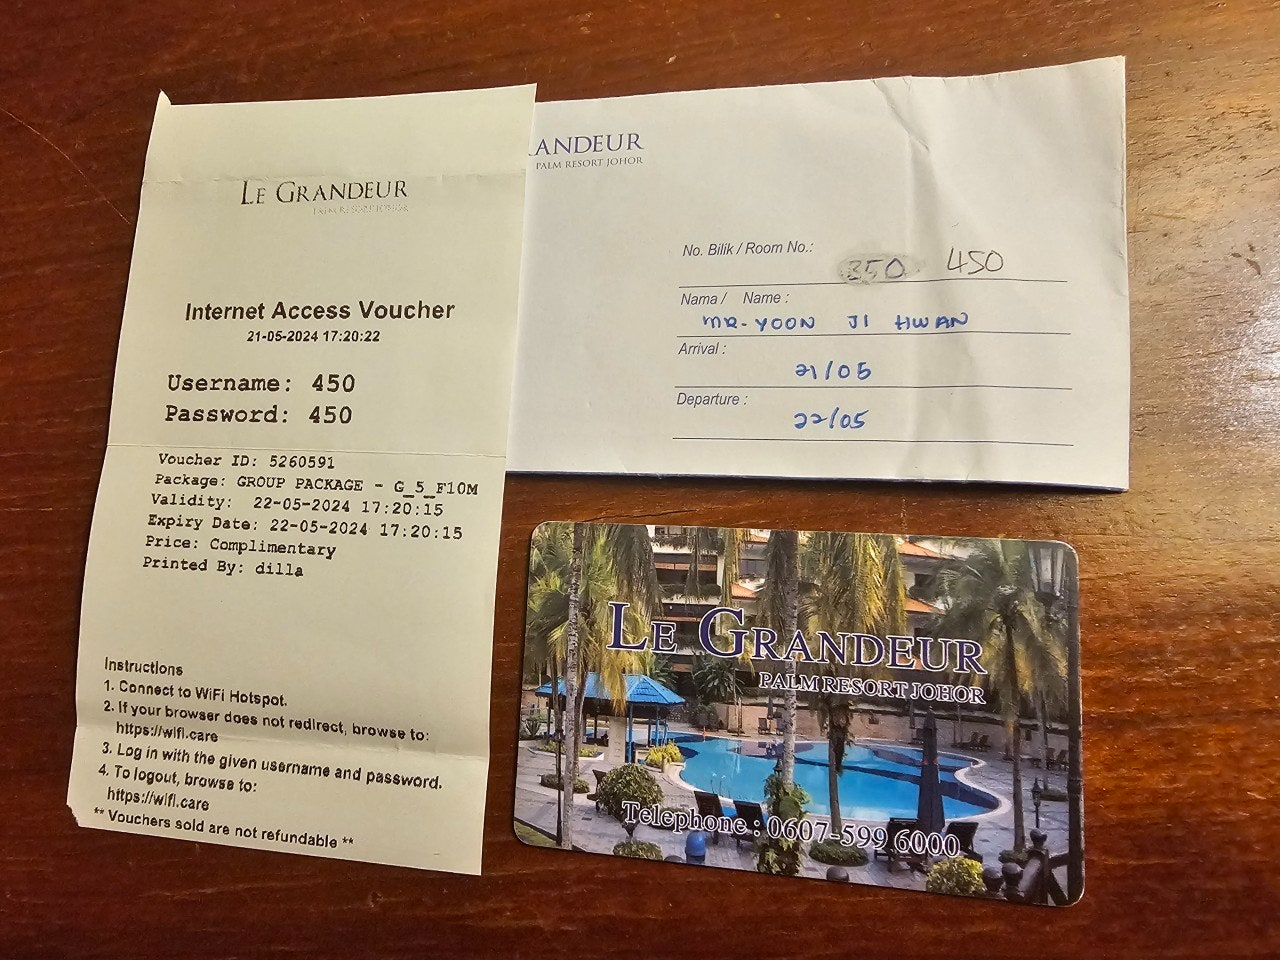 LE GRANDEUR
PALM RESORT JOHOR
Internet Access Voucher
21-05-2024 17:20:22
Username: 450
Password: 450
Voucher ID: 5260591
Package: GROUP PACKAGE - G_5_F10M
Validity: 22-05-2024 17:20:15
Expiry Date: 22-05-2024 17:20:15
Price: Complimentary
Printed By: dilla
Instructions
1. Connect to WiFi Hotspot.
2. If your browser does not redirect, browse to:
https://wifi.care
3. Log in with the given username and password.
4. To logout, browse to:
https://wifi.care
** Vouchers sold are not refundable **
ANDEUR
PALM RESORT JOHOR
No. Bilik / Room No.: 350 450
Nama / Name :
MR-YOON JI HWAN
Arrival :
21/05
Departure :
22/05
LE GRANDEUR
PALM RESORT JOHOR
Telephone : 0607-599 6000